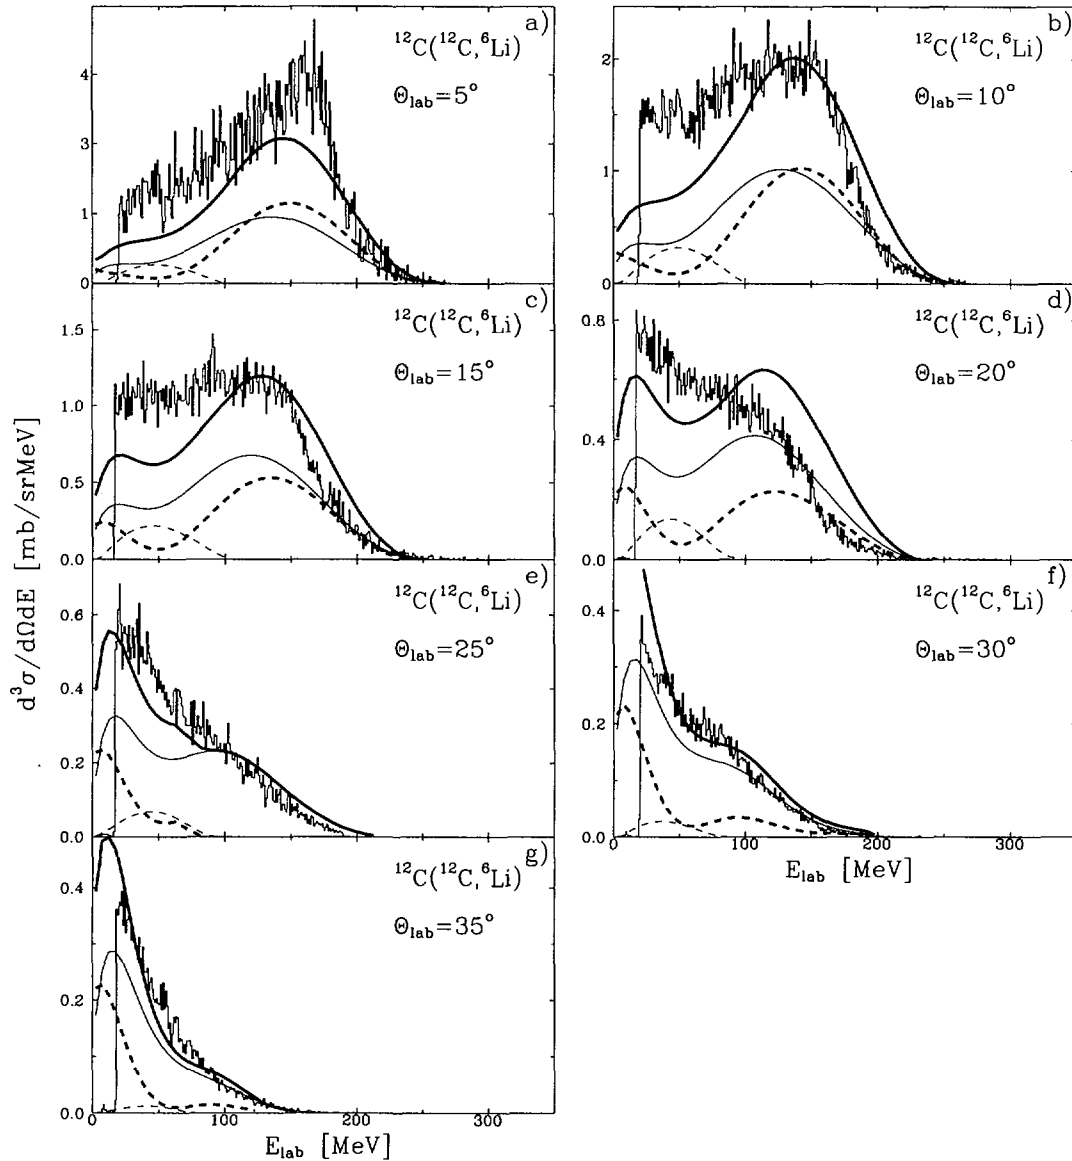 a)
¹²C(¹²C,⁶Li)
Θlab=5°
4
3
1
0
b)
¹²C(¹²C,⁶Li)
Θlab=10°
2
1
0
c)
¹²C(¹²C,⁶Li)
Θlab=15°
1.5
1.0
0.5
0.0
d)
¹²C(¹²C,⁶Li)
Θlab=20°
0.8
0.4
0.0
e)
¹²C(¹²C,⁶Li)
Θlab=25°
0.6
0.4
0.2
0.0
f)
¹²C(¹²C,⁶Li)
Θlab=30°
0.4
0.2
0.0
0 100 200 300
Elab [MeV]
g)
¹²C(¹²C,⁶Li)
Θlab=35°
0.4
0.2
0.0
0 100 200 300
Elab [MeV]
d³σ/dΩdE [mb/srMeV]